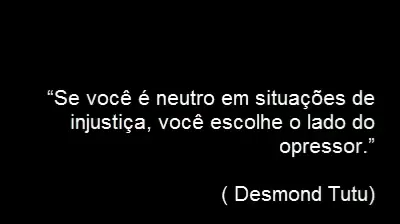 “Se você é neutro em situações de
injustiça, você escolhe o lado do
opressor.”
( Desmond Tutu)